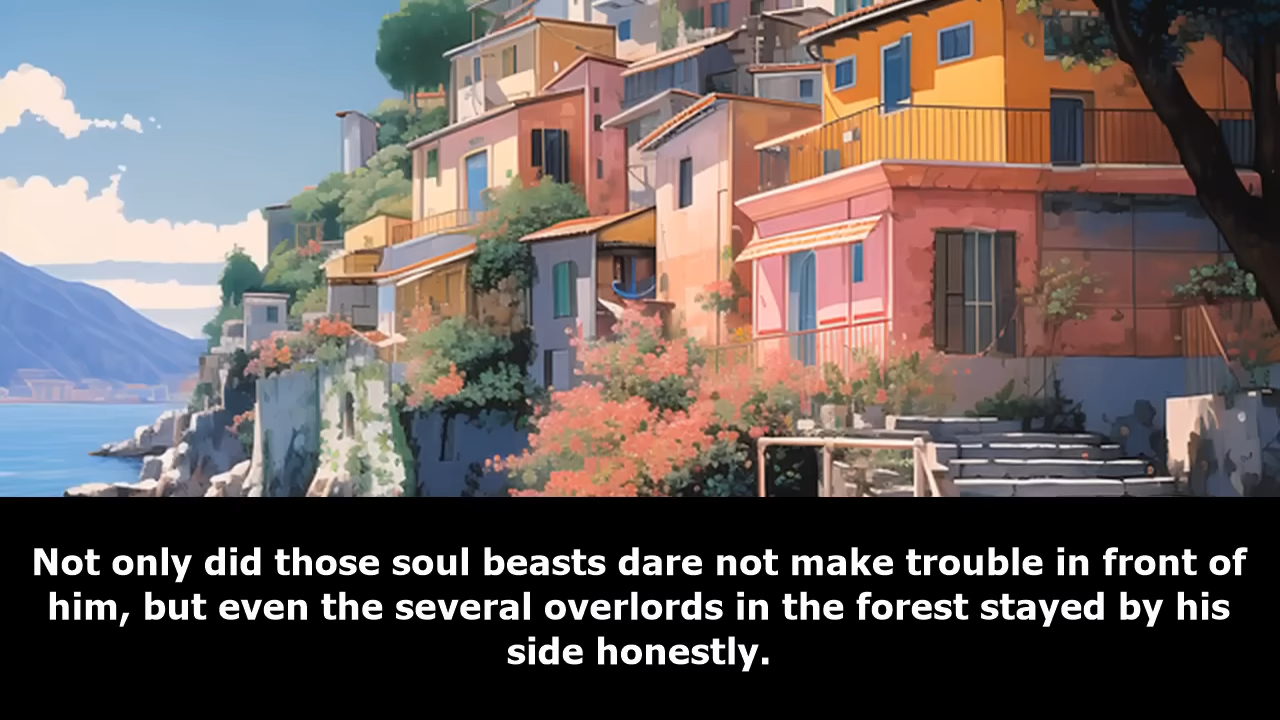 Not only did those soul beasts dare not make trouble in front of
him, but even the several overlords in the forest stayed by his
side honestly.